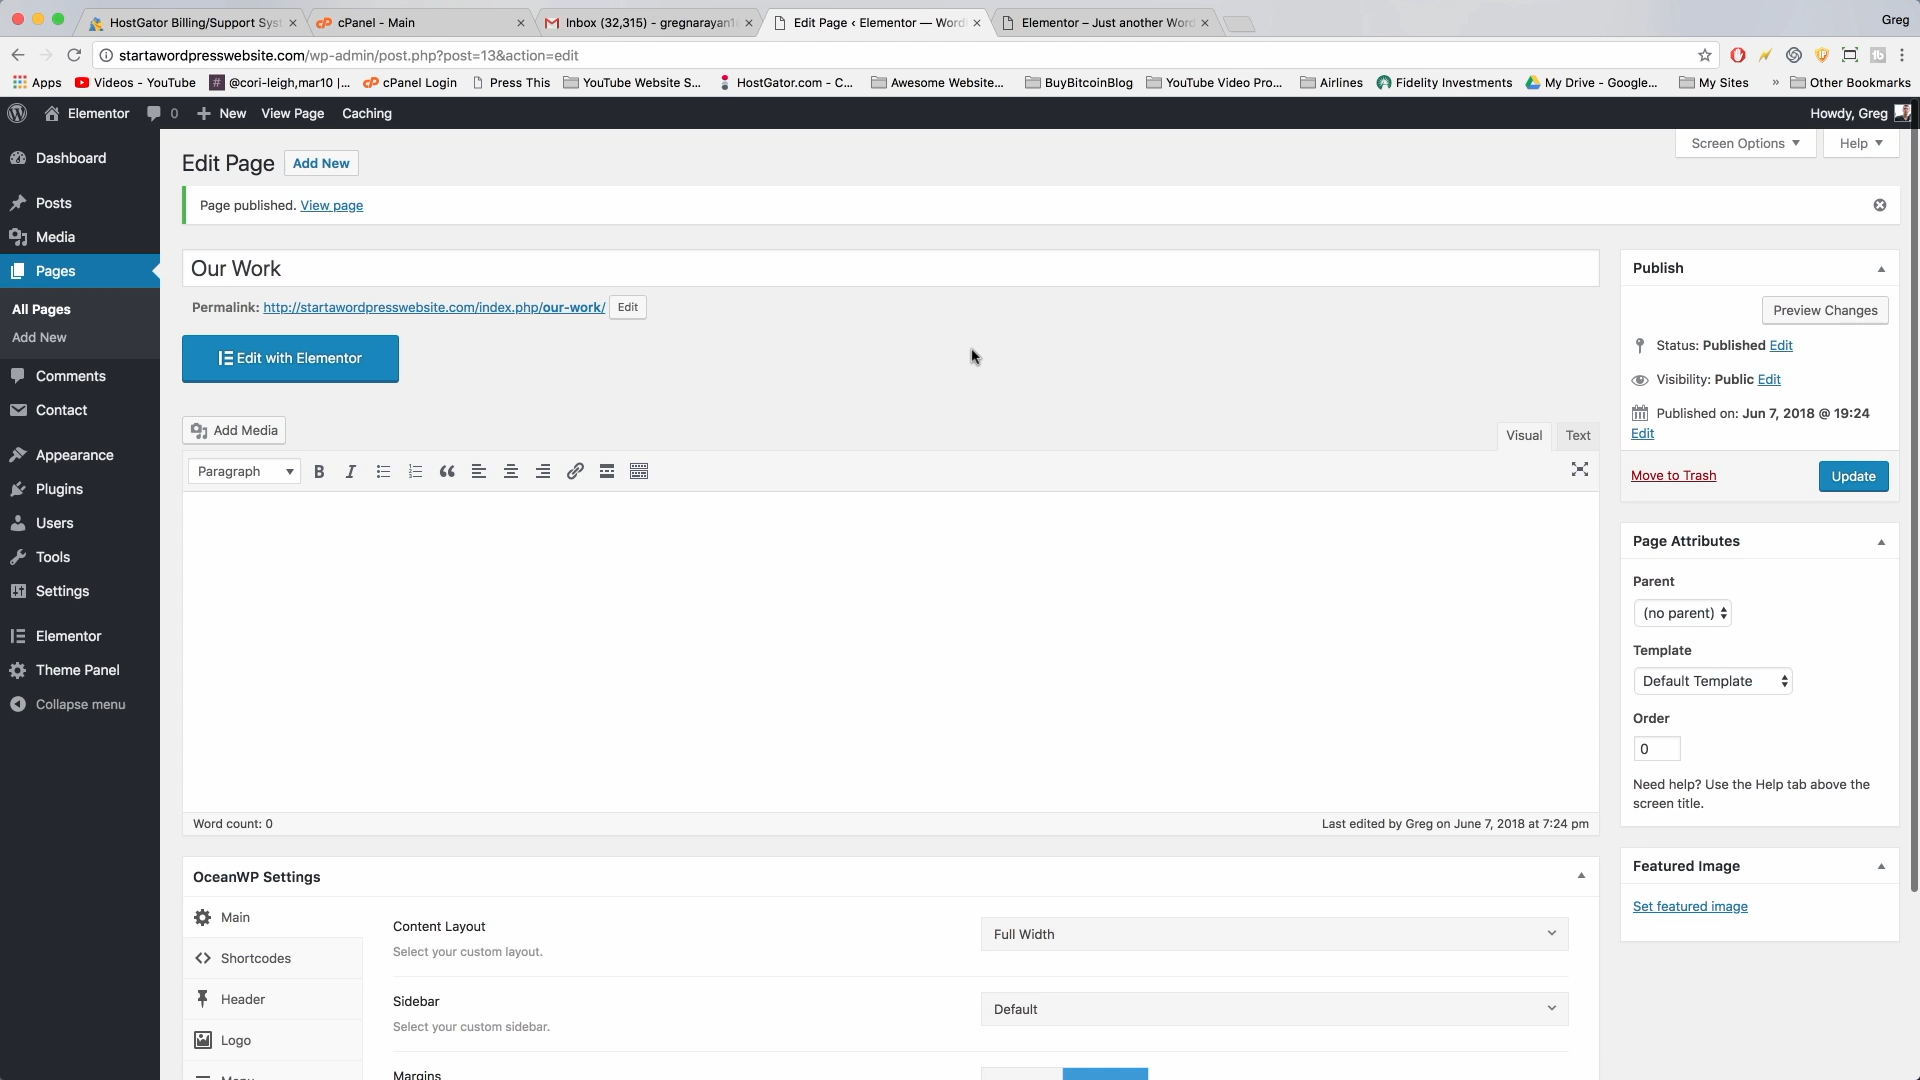 HostGator Billing/Support Syst
cPanel - Main
Inbox (32,315) - gregnarayan1
Edit Page ‹ Elementor — Word
Elementor – Just another Word
Greg
startawordpresswebsite.com/wp-admin/post.php?post=13&action=edit
Apps
Videos - YouTube
@cori-leigh,mar10 |...
cPanel Login
Press This
YouTube Website S...
HostGator.com - C...
Awesome Website...
BuyBitcoinBlog
YouTube Video Pro...
Airlines
Fidelity Investments
My Drive - Google...
My Sites
»
Other Bookmarks
Elementor
0
New
View Page
Caching
Howdy, Greg
Dashboard
Posts
Media
Pages
All Pages
Add New
Comments
Contact
Appearance
Plugins
Users
Tools
Settings
Elementor
Theme Panel
Collapse menu
Screen Options
Help
Edit Page
Add New
Page published. View page
Our Work
Permalink: http://startawordpresswebsite.com/index.php/our-work/
Edit
Edit with Elementor
Add Media
Visual
Text
Paragraph
B
I
Word count: 0
Last edited by Greg on June 7, 2018 at 7:24 pm
OceanWP Settings
Main
Shortcodes
Header
Logo
Content Layout
Select your custom layout.
Full Width
Sidebar
Select your custom sidebar.
Default
Margins
Publish
Preview Changes
Status: Published Edit
Visibility: Public Edit
Published on: Jun 7, 2018 @ 19:24
Edit
Move to Trash
Update
Page Attributes
Parent
(no parent)
Template
Default Template
Order
0
Need help? Use the Help tab above the
screen title.
Featured Image
Set featured image